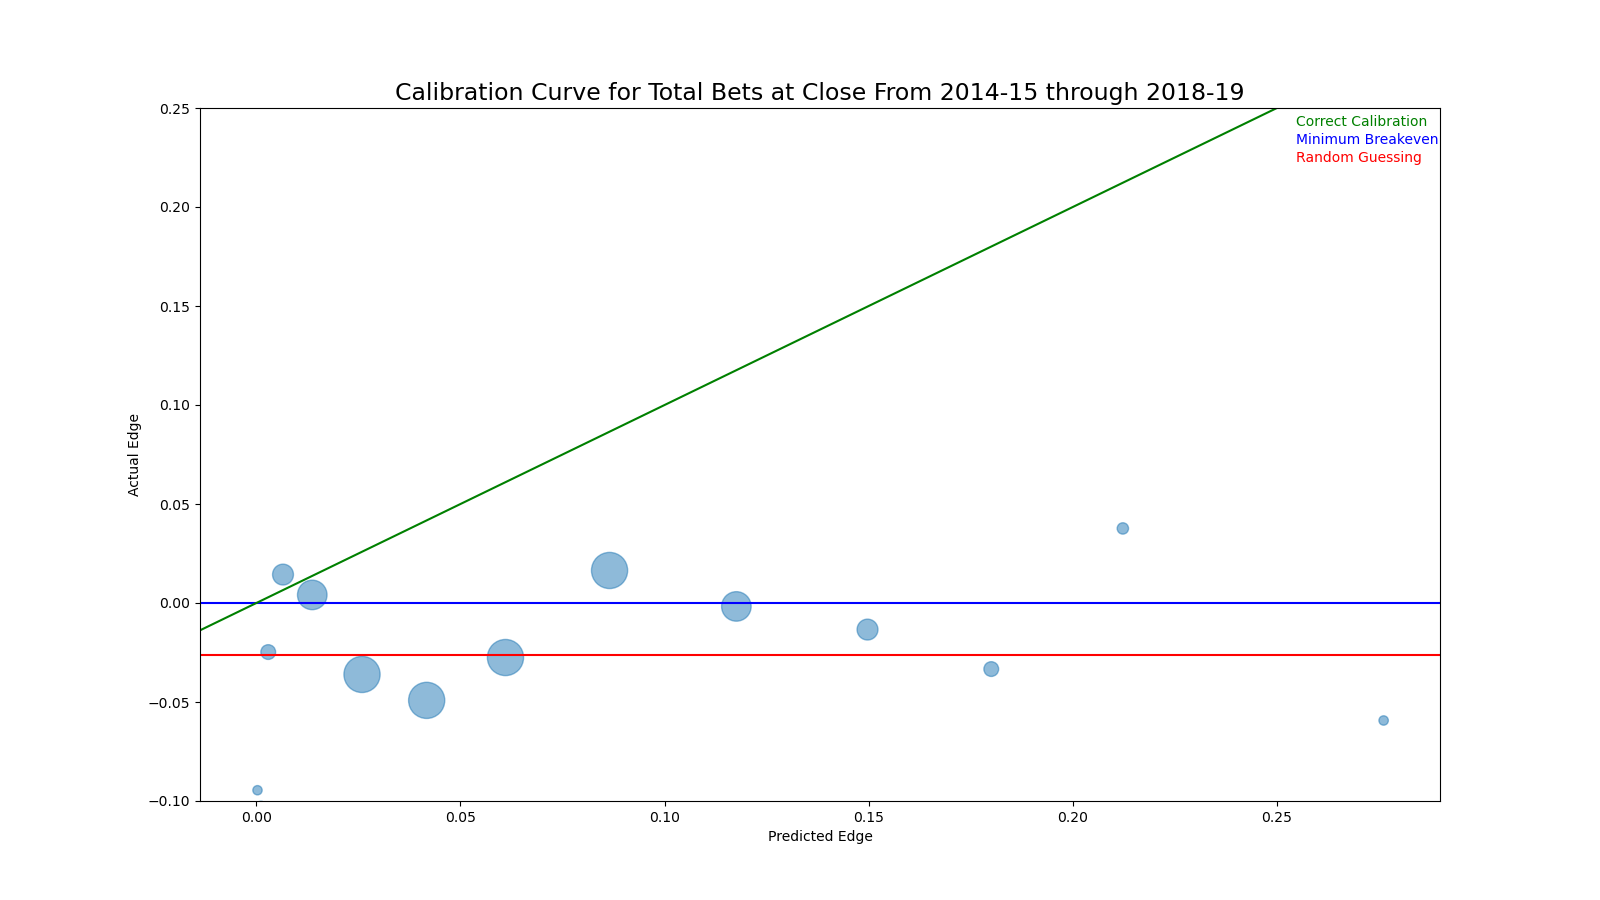 Calibration Curve for Total Bets at Close From 2014-15 through 2018-19
Correct Calibration
Minimum Breakeven
Random Guessing
0.25
0.20
0.15
0.10
0.05
0.00
−0.05
−0.10
Actual Edge
0.00 0.05 0.10 0.15 0.20 0.25
Predicted Edge